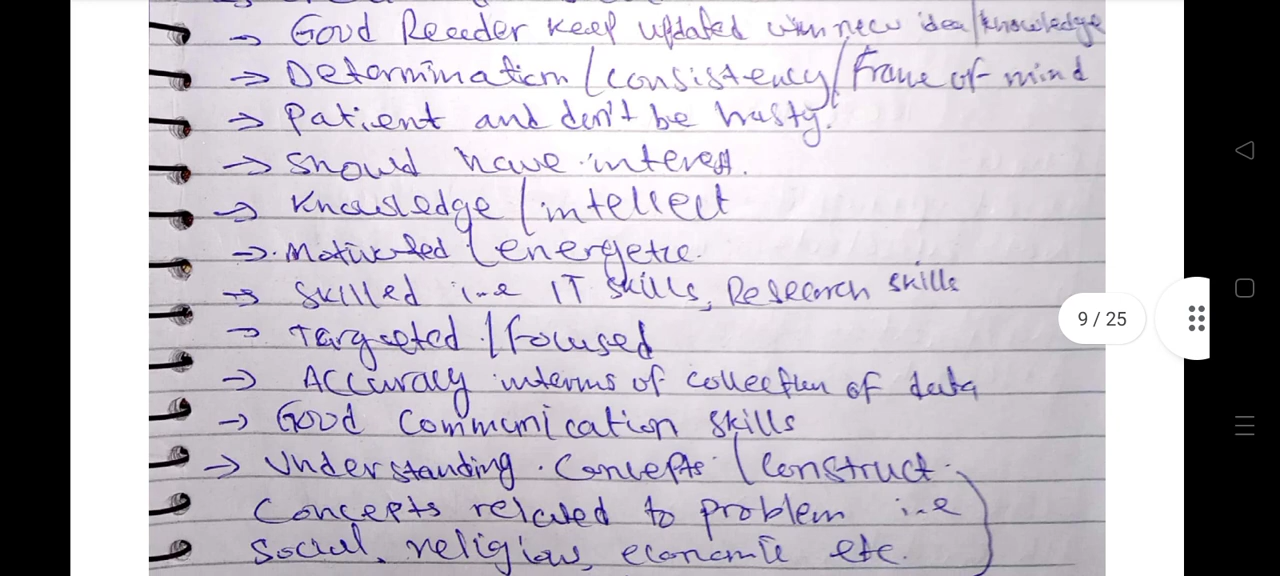 → Good Reader keep updated with new idea/knowledge
→ Determination/consistency/frame of mind
→ Patient and don't be hasty.
→ Should have interest.
→ Knowledge/intellect
→ Motivated/energetic.
→ Skilled i.e IT skills, Research skills
→ Targeted/Focused
9 / 25
→ Accuracy interms of collection of data
→ Good Communication skills
→ Understanding Concepts/Construct
Concepts related to problem i.e
Social, religious, economic etc.